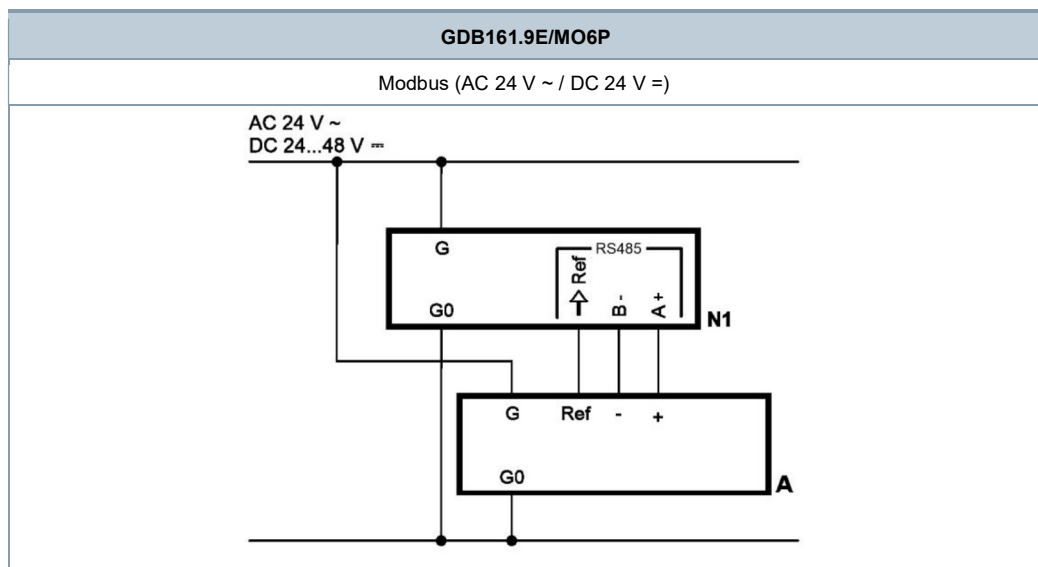 GDB161.9E/MO6P
Modbus (AC 24 V ~ / DC 24 V =)
AC 24 V ~
DC 24...48 V ⎓
G
RS485
Ref
G0
B -
A +
N1
G
Ref
-
+
G0
A